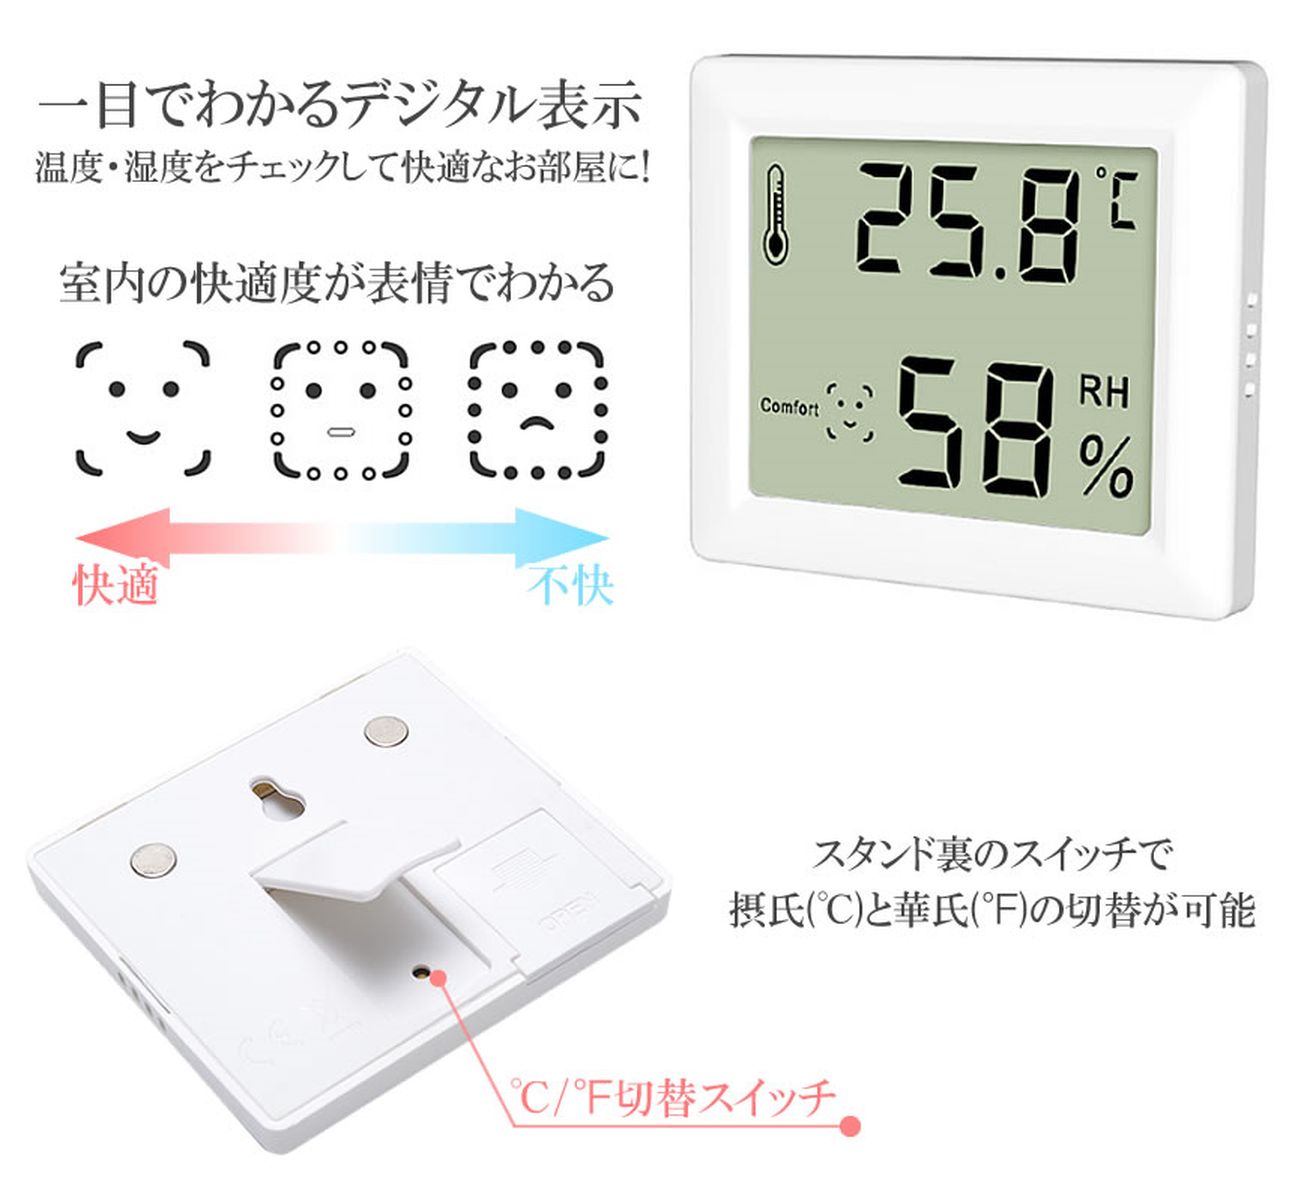 一目でわかるデジタル表示
温度・湿度をチェックして快適なお部屋に!
室内の快適度が表情でわかる
快適
不快
25.8 ℃
Comfort 58 RH %
スタンド裏のスイッチで
摂氏(℃)と華氏(℉)の切替が可能
OPEN
CE
℃/℉切替スイッチ